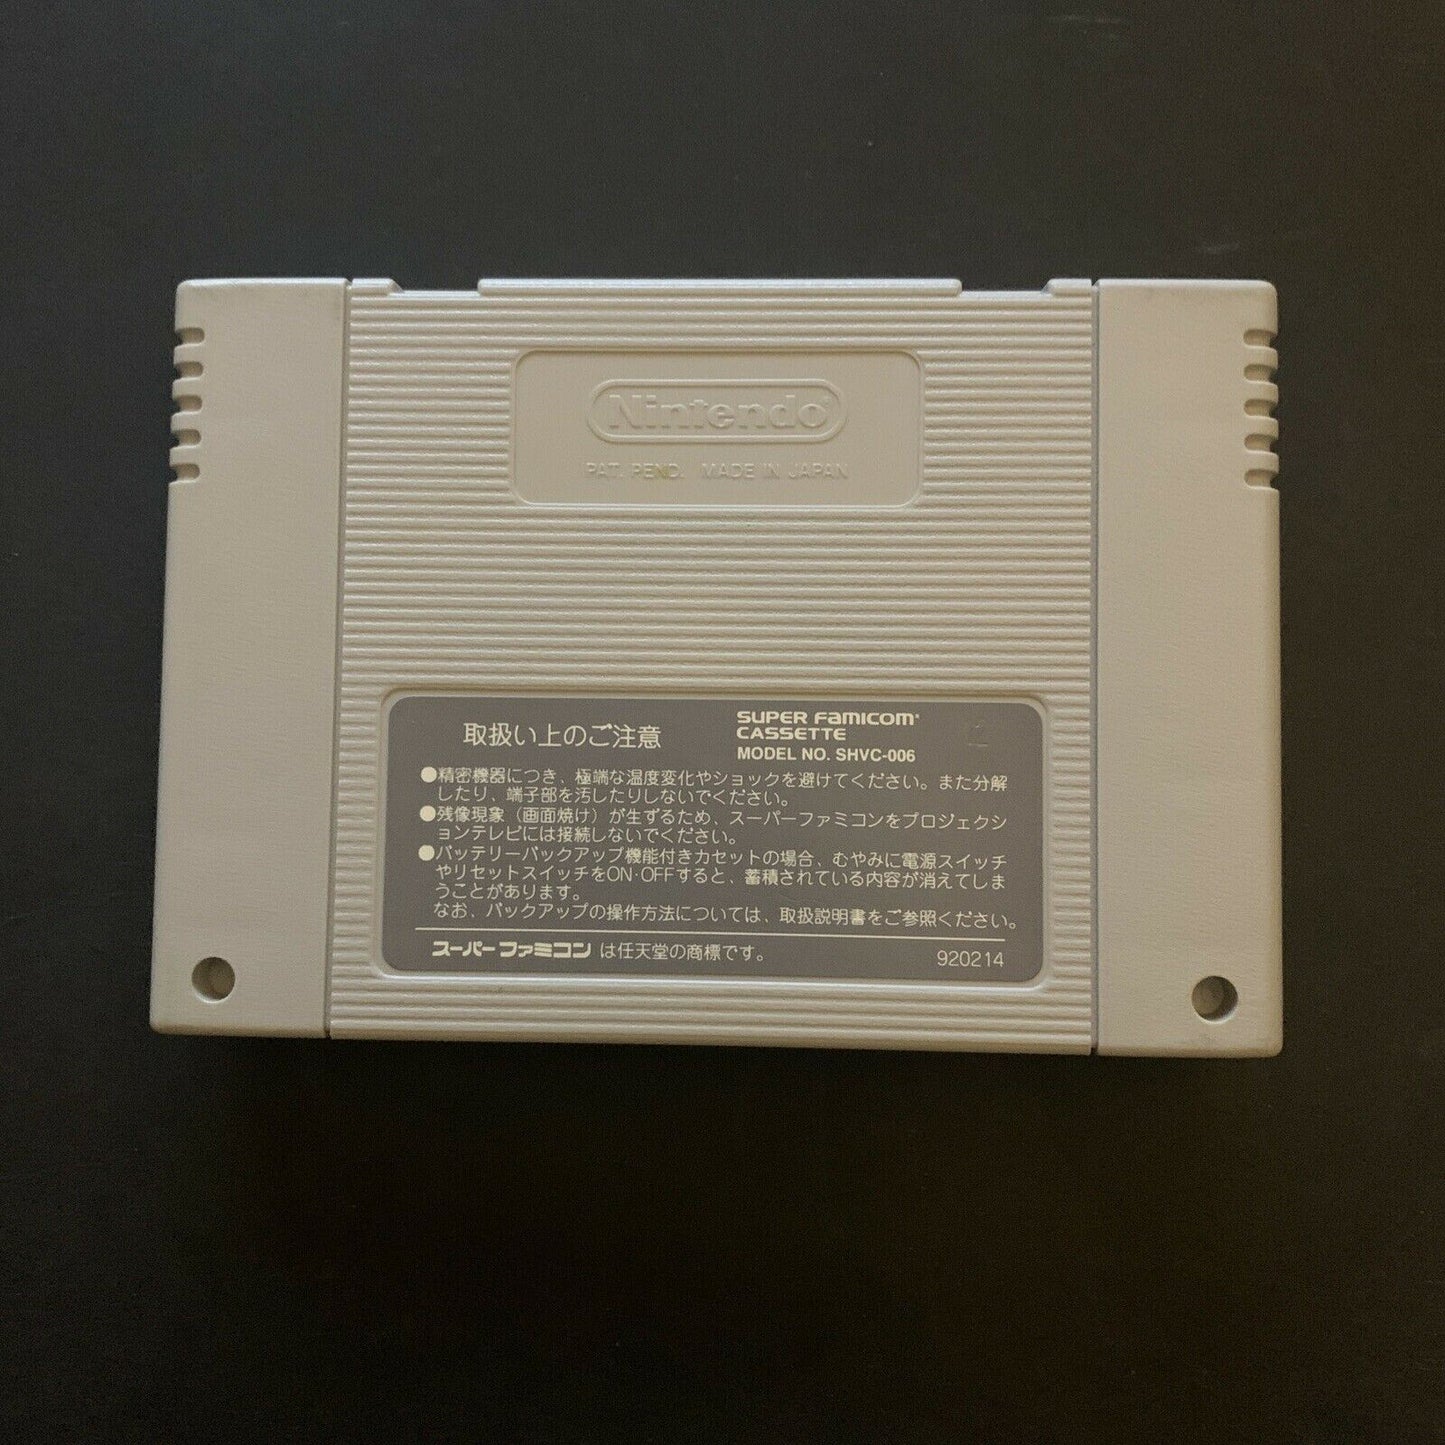 Nintendo®
PAT. PEND. MADE IN JAPAN
取扱い上のご注意
SUPER FAMICOM®
CASSETTE
MODEL NO. SHVC-006
12
●精密機器につき、極端な温度変化やショックを避けてください。また分解
したり、端子部を汚したりしないでください。
●残像現象（画面焼け）が生ずるため、スーパーファミコンをプロジェクシ
ョンテレビには接続しないでください。
●バッテリーバックアップ機能付きカセットの場合、むやみに電源スイッチ
やリセットスイッチをON·OFFすると、蓄積されている内容が消えてしま
うことがあります。
なお、バックアップの操作方法については、取扱説明書をご参照ください。
スーパーファミコン は任天堂の商標です。
920214